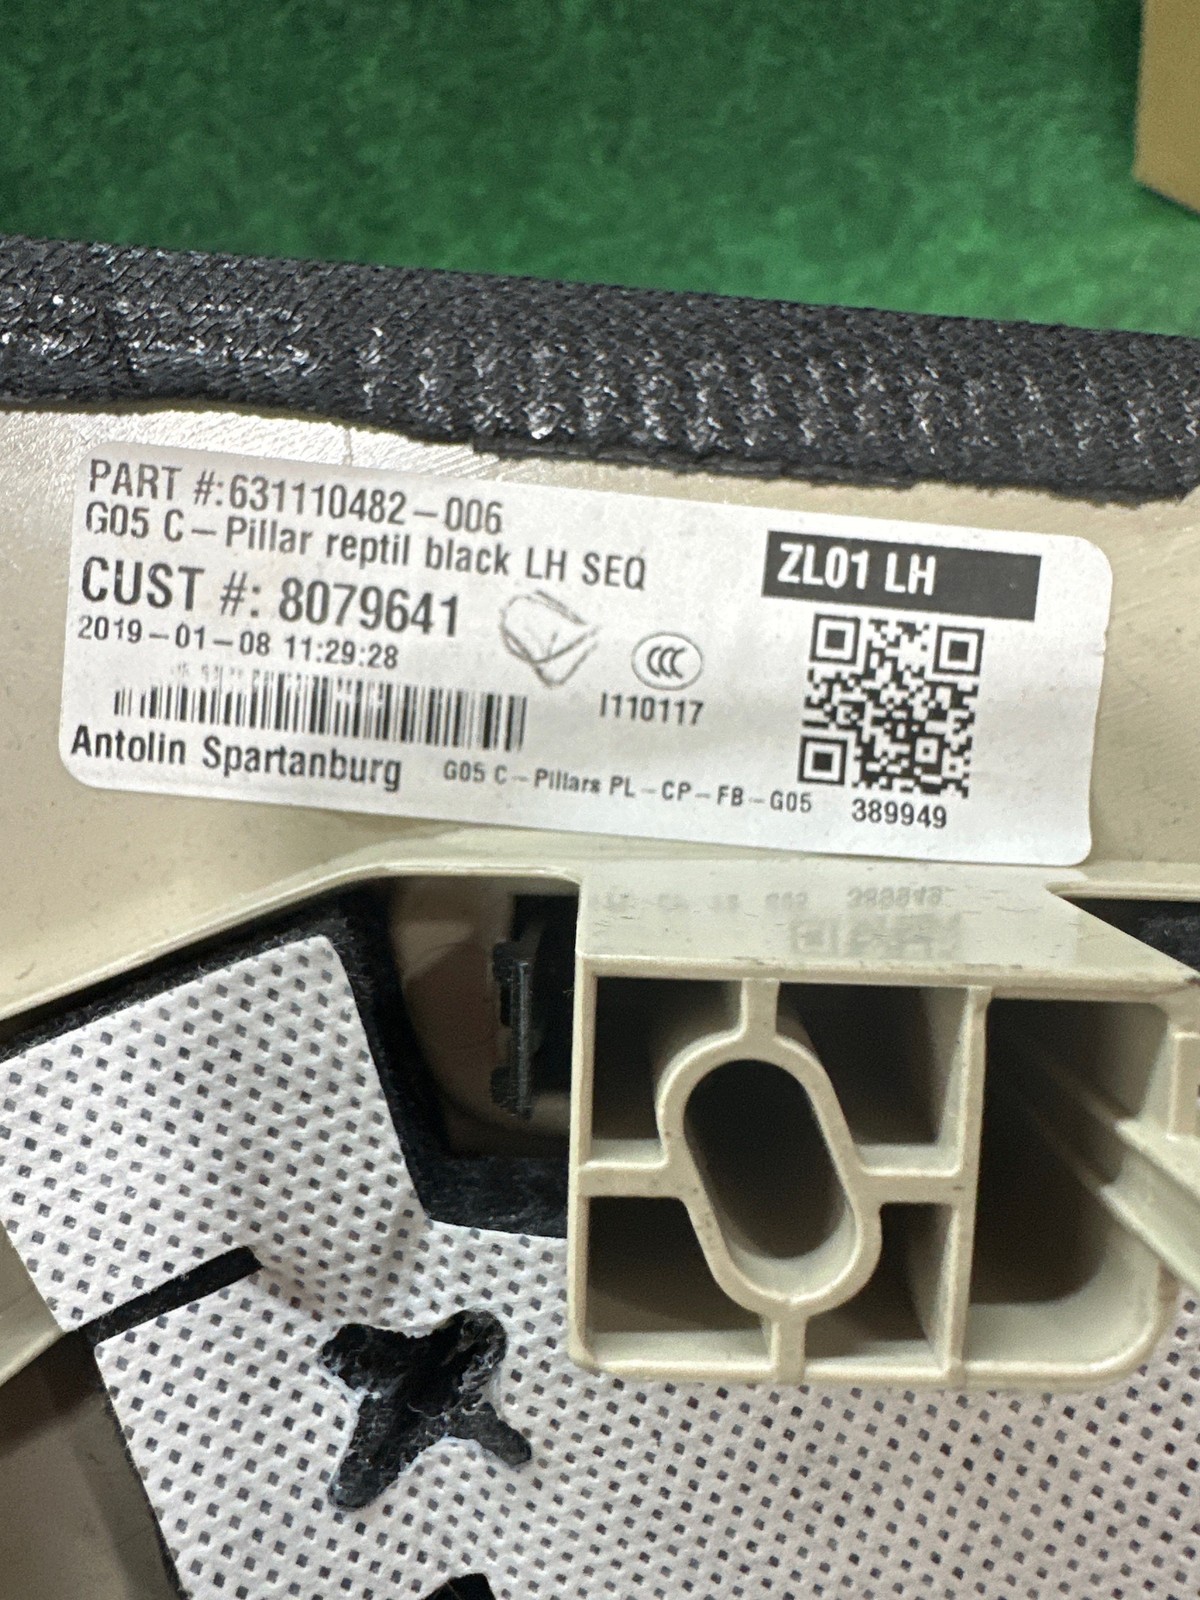 PART #:631110482-006
G05 C-Pillar reptil black LH SEQ
ZL01 LH
CUST #: 8079641
2019-01-08 11:29:28
CCC
I110117
Antolin Spartanburg
G05 C-Pillars PL-CP-FB-G05
389949